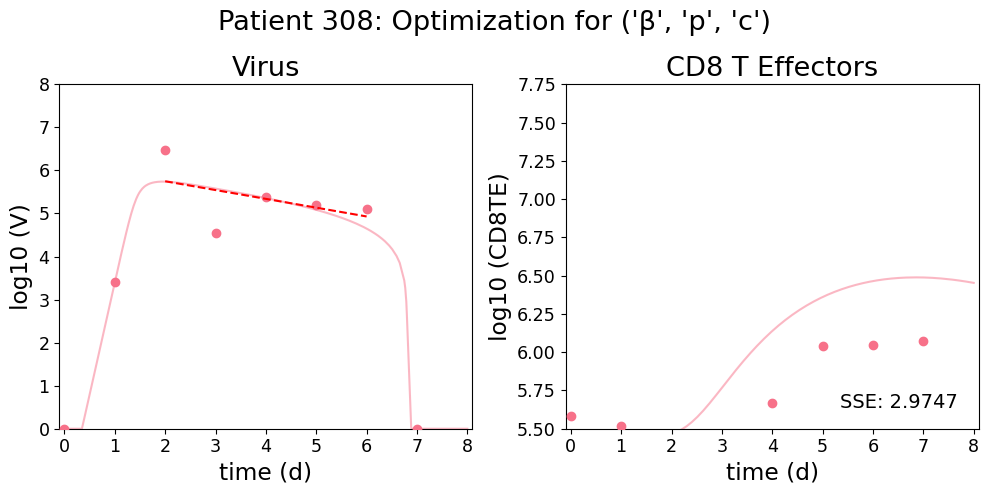 Patient 308: Optimization for ('β', 'p', 'c')
Virus
CD8 T Effectors
log10 (V)
8
7
6
5
4
3
2
1
0
0 1 2 3 4 5 6 7 8
time (d)
log10 (CD8TE)
7.75
7.50
7.25
7.00
6.75
6.50
6.25
6.00
5.75
5.50
SSE: 2.9747
0 1 2 3 4 5 6 7 8
time (d)